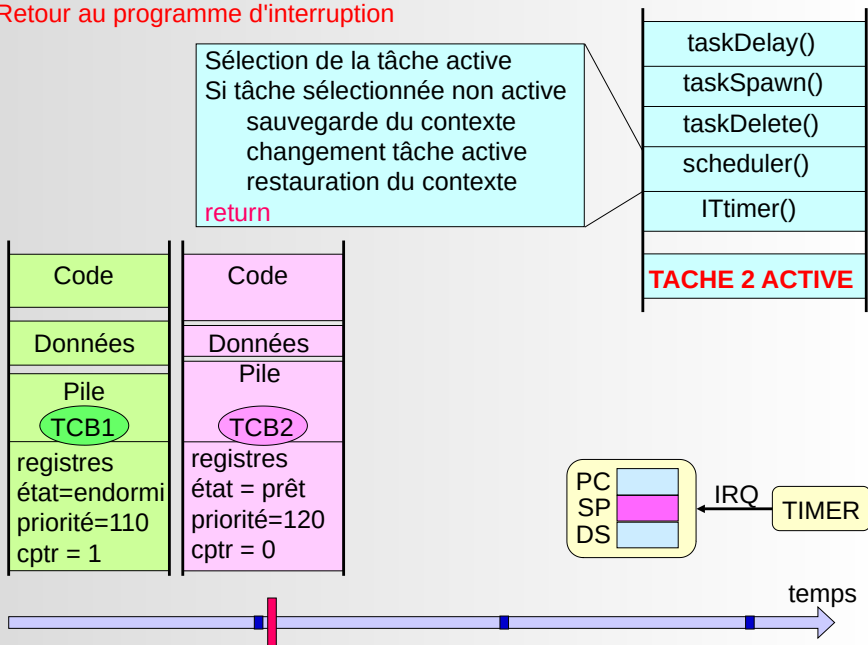 Retour au programme d'interruption
Sélection de la tâche active
Si tâche sélectionnée non active
sauvegarde du contexte
changement tâche active
restauration du contexte
return
taskDelay()
taskSpawn()
taskDelete()
scheduler()
ITtimer()
TACHE 2 ACTIVE
Code
Données
Pile
TCB1
registres
état=endormi
priorité=110
cptr = 1
Code
Données
Pile
TCB2
registres
état = prêt
priorité=120
cptr = 0
PC
SP
DS
IRQ
TIMER
temps